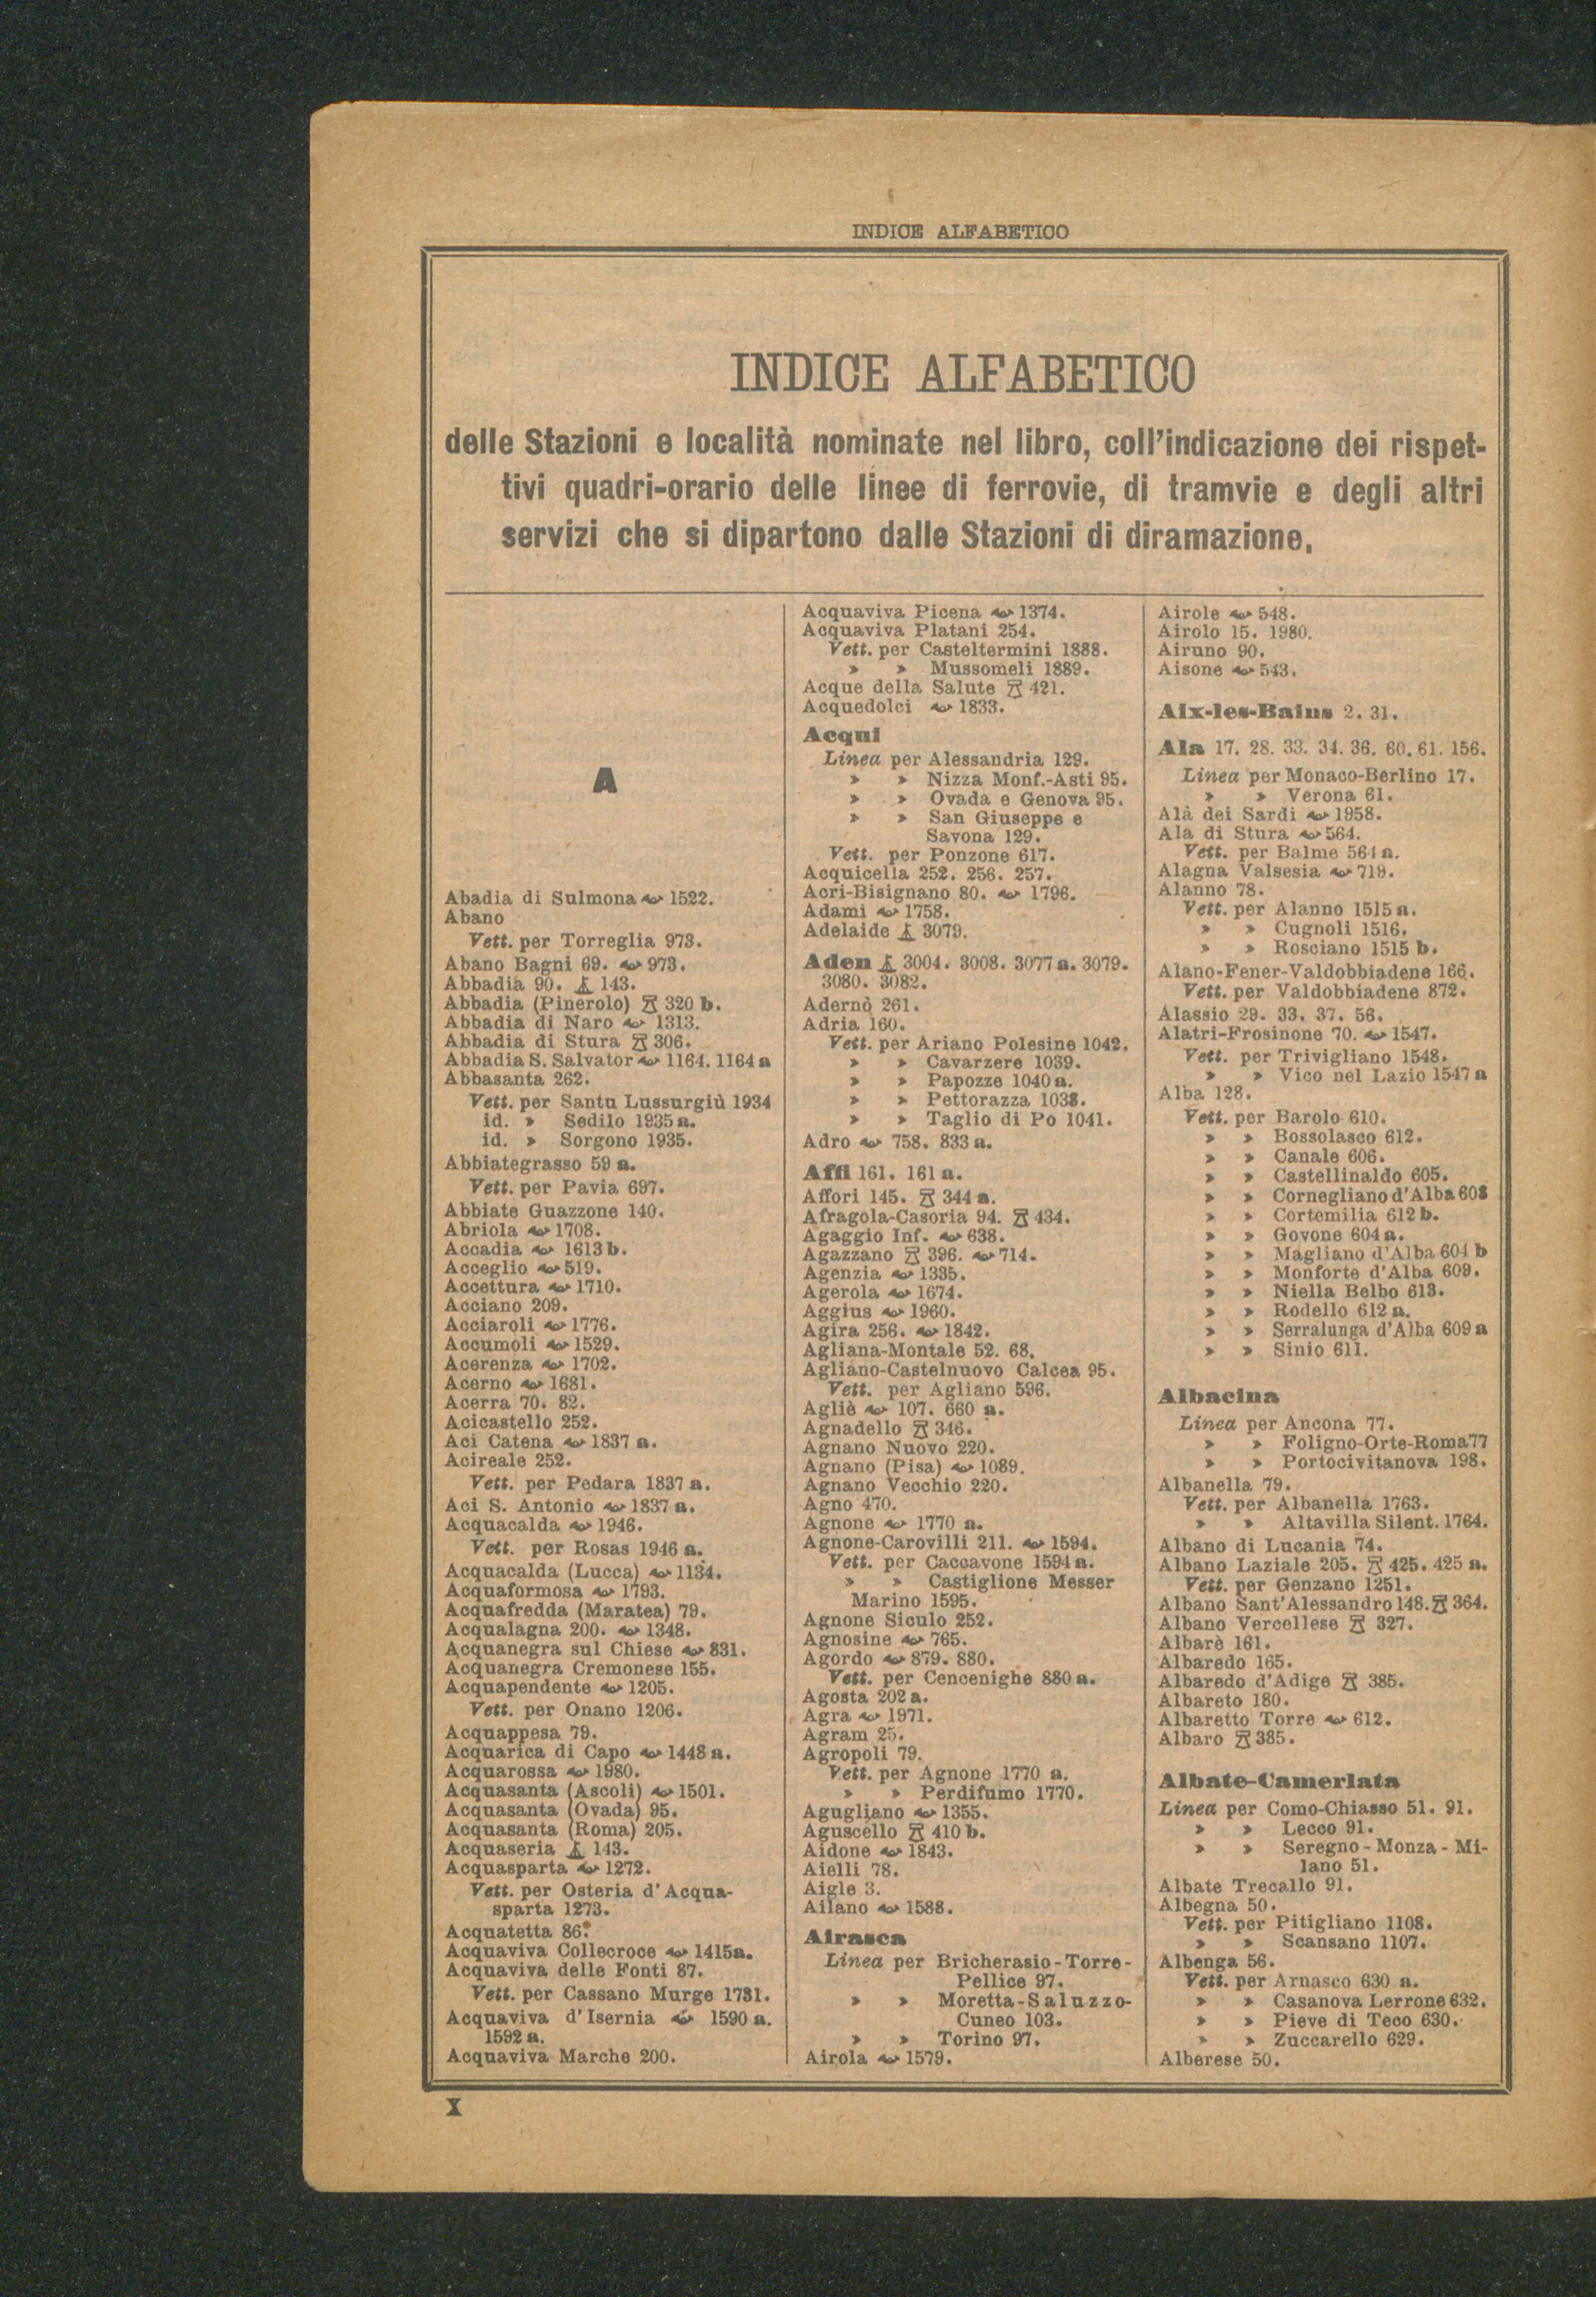 INDICE ALFABETICO
INDICE ALFABETICO
delle Stazioni e località nominate nel libro, coll'indicazione dei rispet-
tivi quadri-orario delle linee di ferrovie, di tramvie e degli altri
servizi che si dipartono dalle Stazioni di diramazione.
A
Abadia di Sulmona 1522.
Abano
Vett. per Torreglia 973.
Abano Bagni 69. 973.
Abbadia 90. 143.
Abbadia (Pinerolo) 320 b.
Abbadia di Naro 1313.
Abbadia di Stura 306.
Abbadia S. Salvator 1164. 1164 a
Abbasanta 262.
Vett. per Santu Lussurgiù 1934
id. » Sedilo 1935 a.
id. » Sorgono 1935.
Abbiategrasso 59 a.
Vett. per Pavia 697.
Abbiate Guazzone 140.
Abriola 1708.
Accadia 1613 b.
Acceglio 519.
Accettura 1710.
Acciano 209.
Acciaroli 1776.
Accumoli 1529.
Acerenza 1702.
Acerno 1681.
Acerra 70. 82.
Acicastello 252.
Aci Catena 1837 a.
Acireale 252.
Vett. per Pedara 1837 a.
Aci S. Antonio 1837 a.
Acquacalda 1946.
Vett. per Rosas 1946 a.
Acquacalda (Lucca) 1134.
Acquaformosa 1793.
Acquafredda (Maratea) 79.
Acqualagna 200. 1348.
Acquanegra sul Chiese 831.
Acquanegra Cremonese 155.
Acquapendente 1205.
Vett. per Onano 1206.
Acquappesa 79.
Acquarica di Capo 1448 a.
Acquarossa 1980.
Acquasanta (Ascoli) 1501.
Acquasanta (Ovada) 95.
Acquasanta (Roma) 205.
Acquaseria 143.
Acquasparta 1272.
Vett. per Osteria d'Acqua-
sparta 1273.
Acquatetta 86.
Acquaviva Collecroce 1415a.
Acquaviva delle Fonti 87.
Vett. per Cassano Murge 1731.
Acquaviva d'Isernia 1590 a.
1592 a.
Acquaviva Marche 200.
Acquaviva Picena 1374.
Acquaviva Platani 254.
Vett. per Casteltermini 1888.
» » Mussomeli 1889.
Acque della Salute 421.
Acquedolci 1833.
Acqui
Linea per Alessandria 129.
» » Nizza Monf.-Asti 95.
» » Ovada e Genova 95.
» » San Giuseppe e
Savona 129.
Vett. per Ponzone 617.
Acquicella 252. 256. 257.
Acri-Bisignano 80. 1796.
Adami 1758.
Adelaide 3079.
Aden 3004. 3008. 3077 a. 3079.
3080. 3082.
Adernò 261.
Adria 160.
Vett. per Ariano Polesine 1042.
» » Cavarzere 1039.
» » Papozze 1040 a.
» » Pettorazza 1038.
» » Taglio di Po 1041.
Adro 758. 833 a.
Affi 161. 161 a.
Affori 145. 344 a.
Afragola-Casoria 94. 434.
Agaggio Inf. 638.
Agazzano 396. 714.
Agenzia 1335.
Agerola 1674.
Aggius 1960.
Agira 256. 1842.
Agliana-Montale 52. 68.
Agliano-Castelnuovo Calcea 95.
Vett. per Agliano 596.
Agliè 107. 660 a.
Agnadello 346.
Agnano Nuovo 220.
Agnano (Pisa) 1089.
Agnano Vecchio 220.
Agno 470.
Agnone 1770 a.
Agnone-Carovilli 211. 1594.
Vett. per Caccavone 1594 a.
» » Castiglione Messer
Marino 1595.
Agnone Siculo 252.
Agnosine 765.
Agordo 879. 880.
Vett. per Cencenighe 880 a.
Agosta 202 a.
Agra 1971.
Agram 25.
Agropoli 79.
Vett. per Agnone 1770 a.
» » Perdifumo 1770.
Agugliano 1355.
Aguscello 410 b.
Aidone 1843.
Aielli 78.
Aigle 3.
Ailano 1588.
Airasca
Linea per Bricherasio-Torre-
Pellice 97.
» » Moretta-Saluzzo-
Cuneo 103.
» » Torino 97.
Airola 1579.
Airole 548.
Airolo 15. 1980.
Airuno 90.
Aisone 543.
Aix-les-Bains 2. 31.
Ala 17. 28. 33. 34. 36. 60. 61. 156.
Linea per Monaco-Berlino 17.
» » Verona 61.
Alà dei Sardi 1958.
Ala di Stura 564.
Vett. per Balme 564 a.
Alagna Valsesia 719.
Alanno 78.
Vett. per Alanno 1515 a.
» » Cugnoli 1516.
» » Rosciano 1515 b.
Alano-Fener-Valdobbiadene 166.
Vett. per Valdobbiadene 872.
Alassio 29. 33. 37. 56.
Alatri-Frosinone 70. 1547.
Vett. per Trivigliano 1548.
» » Vico nel Lazio 1547 a
Alba 128.
Vett. per Barolo 610.
» » Bossolasco 612.
» » Canale 606.
» » Castellinaldo 605.
» » Cornegliano d'Alba 608
» » Cortemilia 612 b.
» » Govone 604 a.
» » Magliano d'Alba 604 b
» » Monforte d'Alba 609.
» » Niella Belbo 613.
» » Rodello 612 a.
» » Serralunga d'Alba 609 a
» » Sinio 611.
Albacina
Linea per Ancona 77.
» » Foligno-Orte-Roma 77
» » Portocivitanova 198.
Albanella 79.
Vett. per Albanella 1763.
» » Altavilla Silent. 1764.
Albano di Lucania 74.
Albano Laziale 205. 425. 425 a.
Vett. per Genzano 1251.
Albano Sant'Alessandro 148. 364.
Albano Vercellese 327.
Albarè 161.
Albaredo 165.
Albaredo d'Adige 385.
Albareto 180.
Albaretto Torre 612.
Albaro 385.
Albate-Camerlata
Linea per Como-Chiasso 51. 91.
» » Lecco 91.
» » Seregno-Monza-Mi-
lano 51.
Albate Trecallo 91.
Albegna 50.
Vett. per Pitigliano 1108.
» » Scansano 1107.
Albenga 56.
Vett. per Arnasco 630 a.
» » Casanova Lerrone 632.
» » Pieve di Teco 630.
» » Zuccarello 629.
Alberese 50.
X